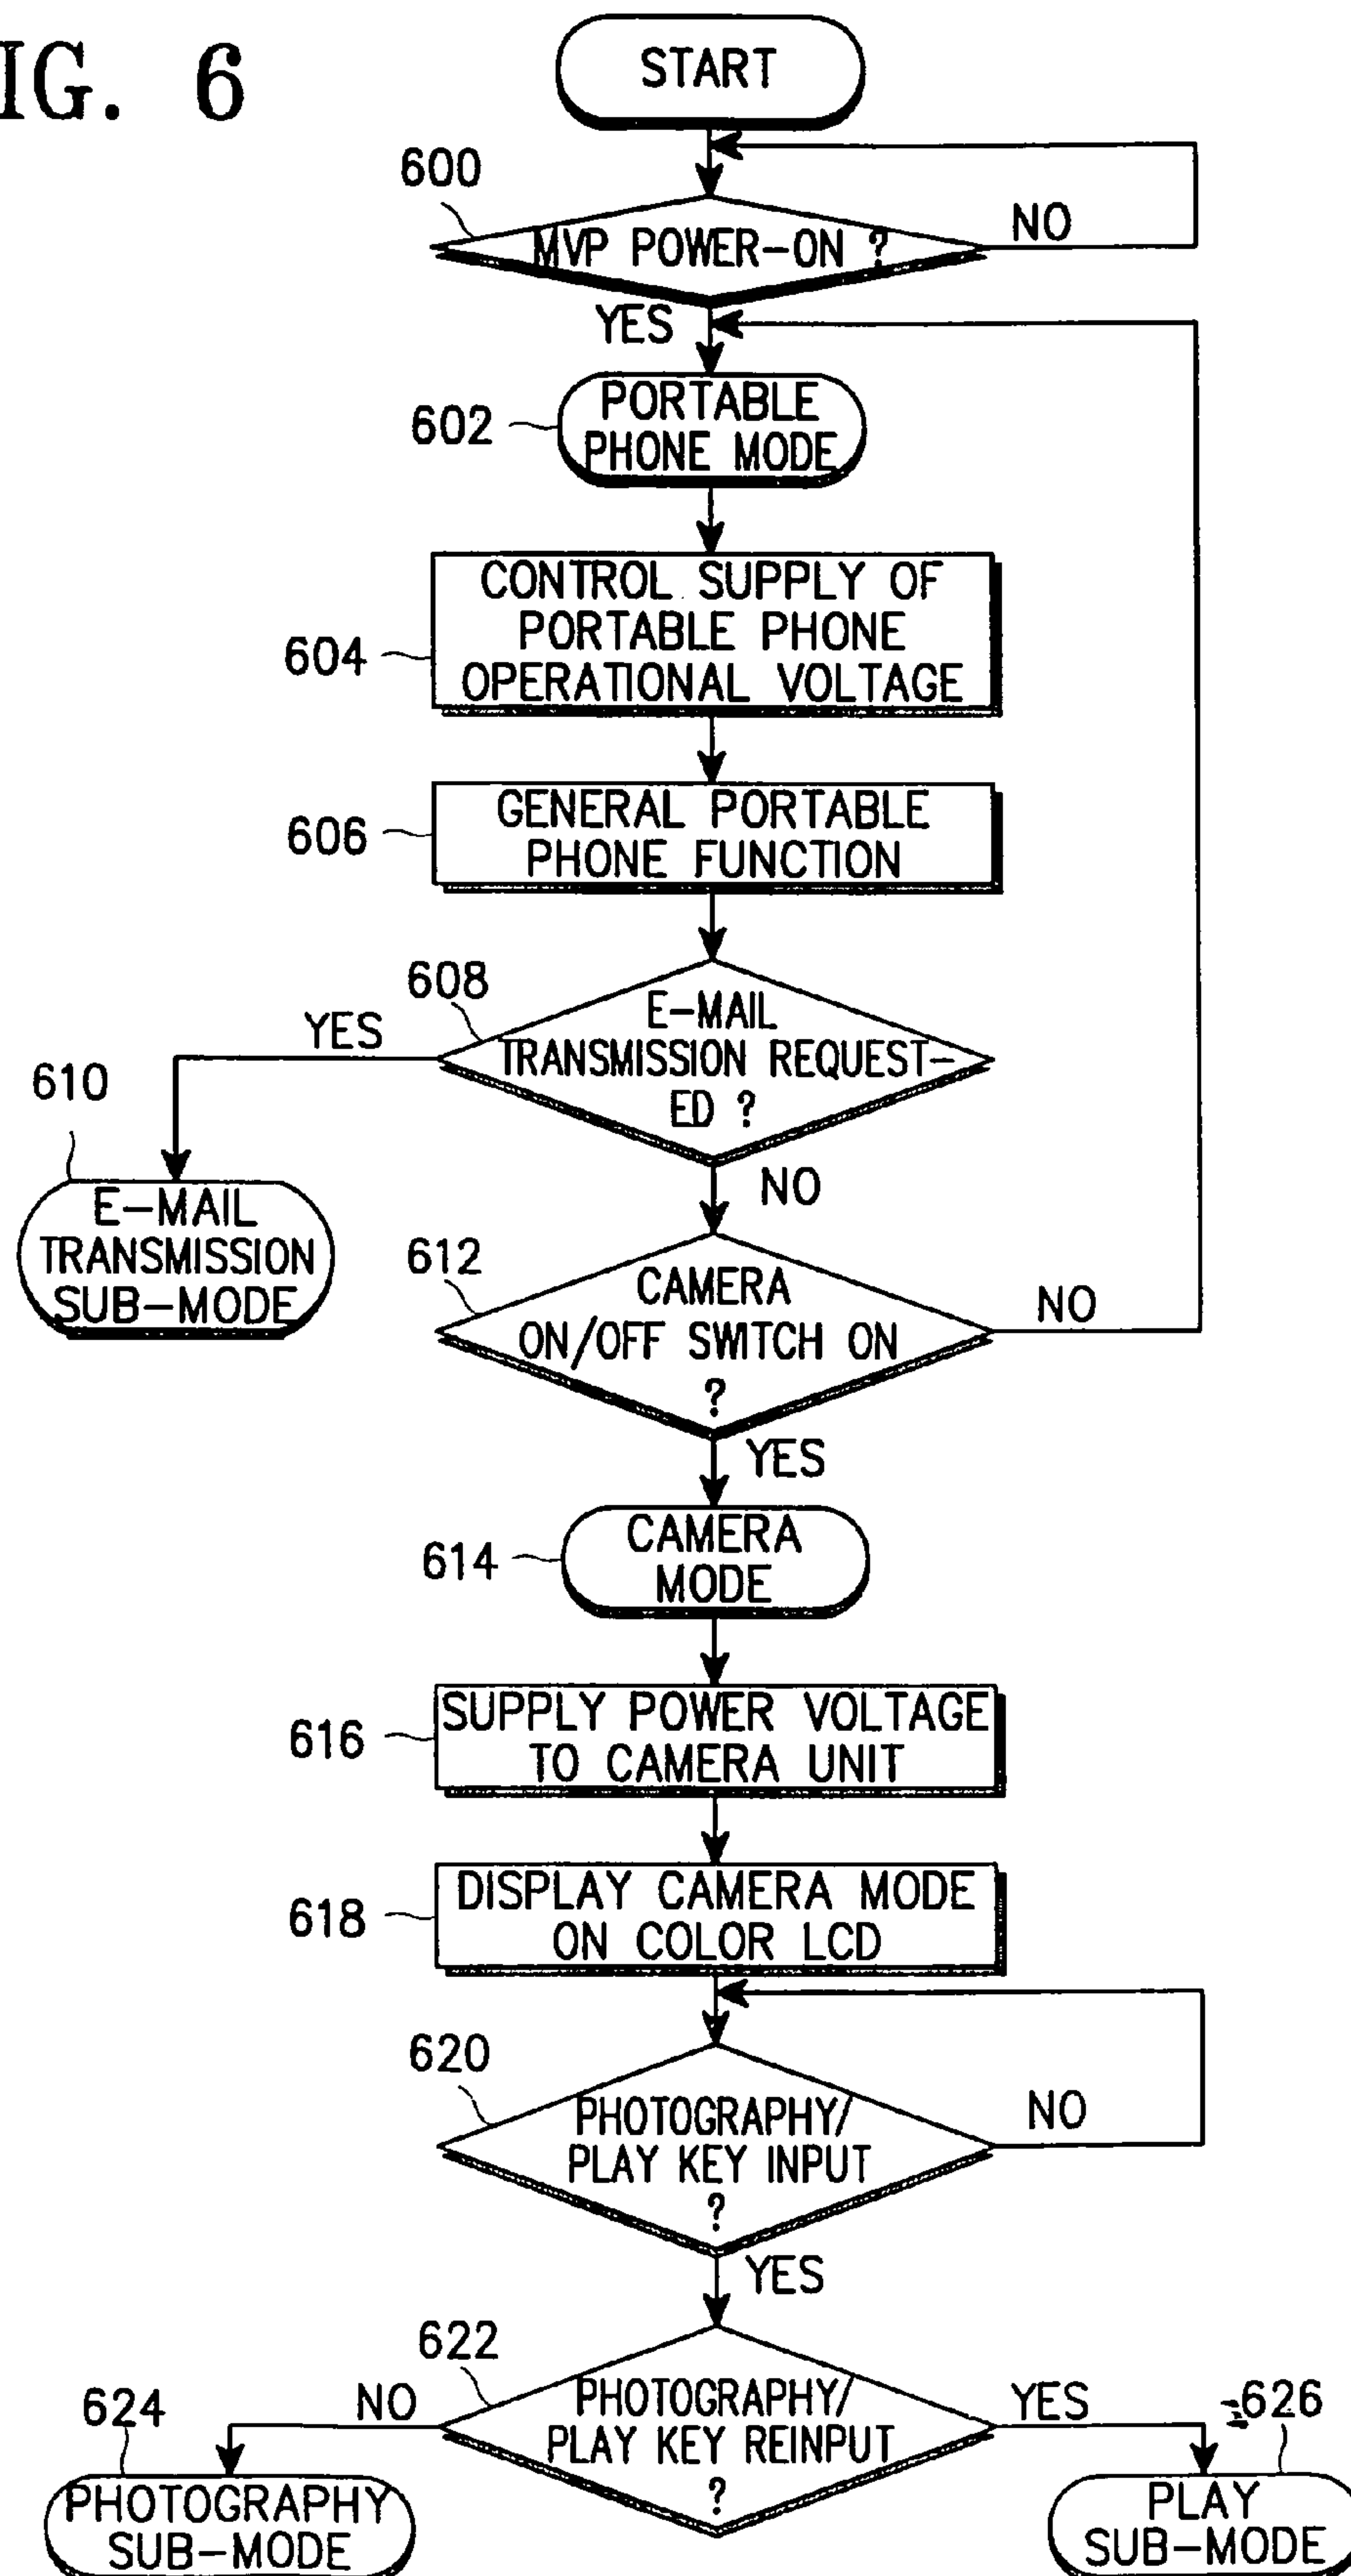 IG. 6
START
600
MVP POWER-ON ?
NO
YES
602
PORTABLE
PHONE MODE
604
CONTROL SUPPLY OF
PORTABLE PHONE
OPERATIONAL VOLTAGE
606
GENERAL PORTABLE
PHONE FUNCTION
608
YES
E-MAIL
TRANSMISSION REQUEST-
ED ?
610
NO
E-MAIL
TRANSMISSION
SUB-MODE
612
CAMERA
ON/OFF SWITCH ON
?
NO
YES
614
CAMERA
MODE
616
SUPPLY POWER VOLTAGE
TO CAMERA UNIT
618
DISPLAY CAMERA MODE
ON COLOR LCD
620
PHOTOGRAPHY/
PLAY KEY INPUT
?
NO
YES
622
PHOTOGRAPHY/
PLAY KEY REINPUT
?
NO
YES
624
626
PHOTOGRAPHY
SUB-MODE
PLAY
SUB-MODE